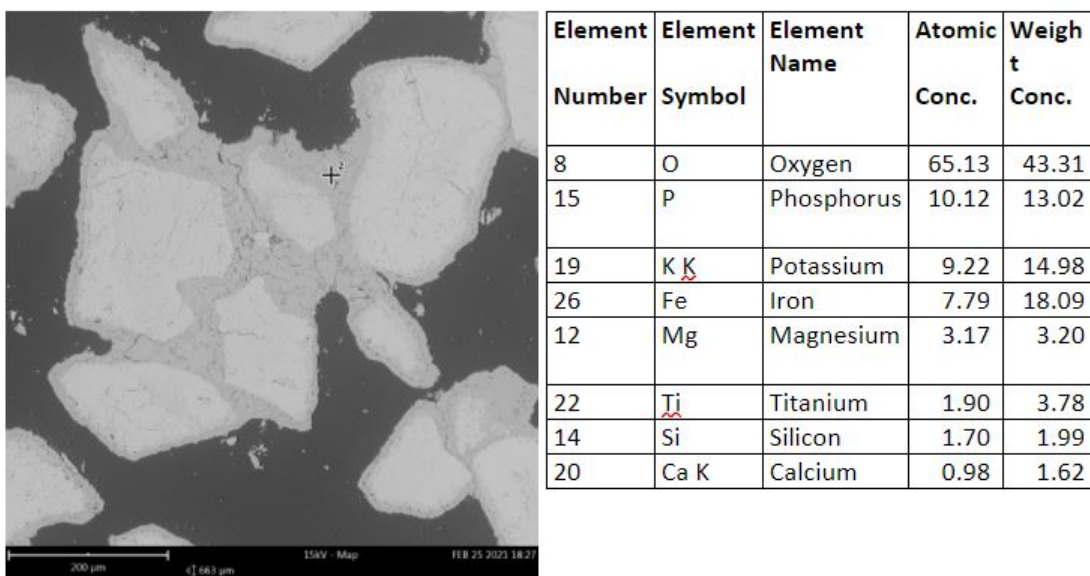 2
200 µm
663 µm
15kV - Map
FEB 25 2021 18:27
Element Number Element Symbol Element Name Atomic Conc. Weigh t Conc.
8 O Oxygen 65.13 43.31
15 P Phosphorus 10.12 13.02
19 K K Potassium 9.22 14.98
26 Fe Iron 7.79 18.09
12 Mg Magnesium 3.17 3.20
22 Ti Titanium 1.90 3.78
14 Si Silicon 1.70 1.99
20 Ca K Calcium 0.98 1.62